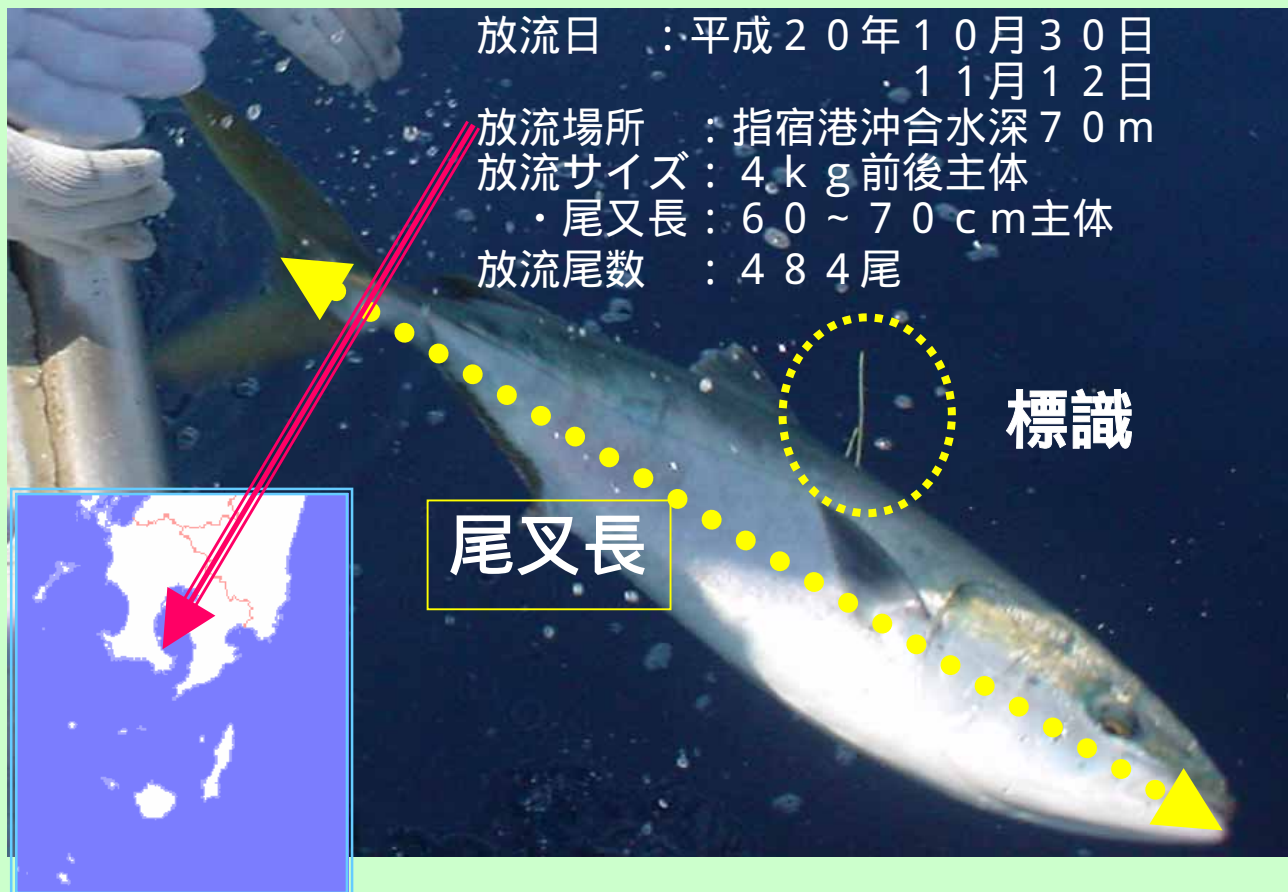 放流日　：平成２０年１０月３０日
１１月１２日
放流場所　：指宿港沖合水深７０ｍ
放流サイズ：４ｋｇ前後主体
・尾叉長：６０～７０ｃｍ主体
放流尾数　：４８４尾
標識
尾叉長